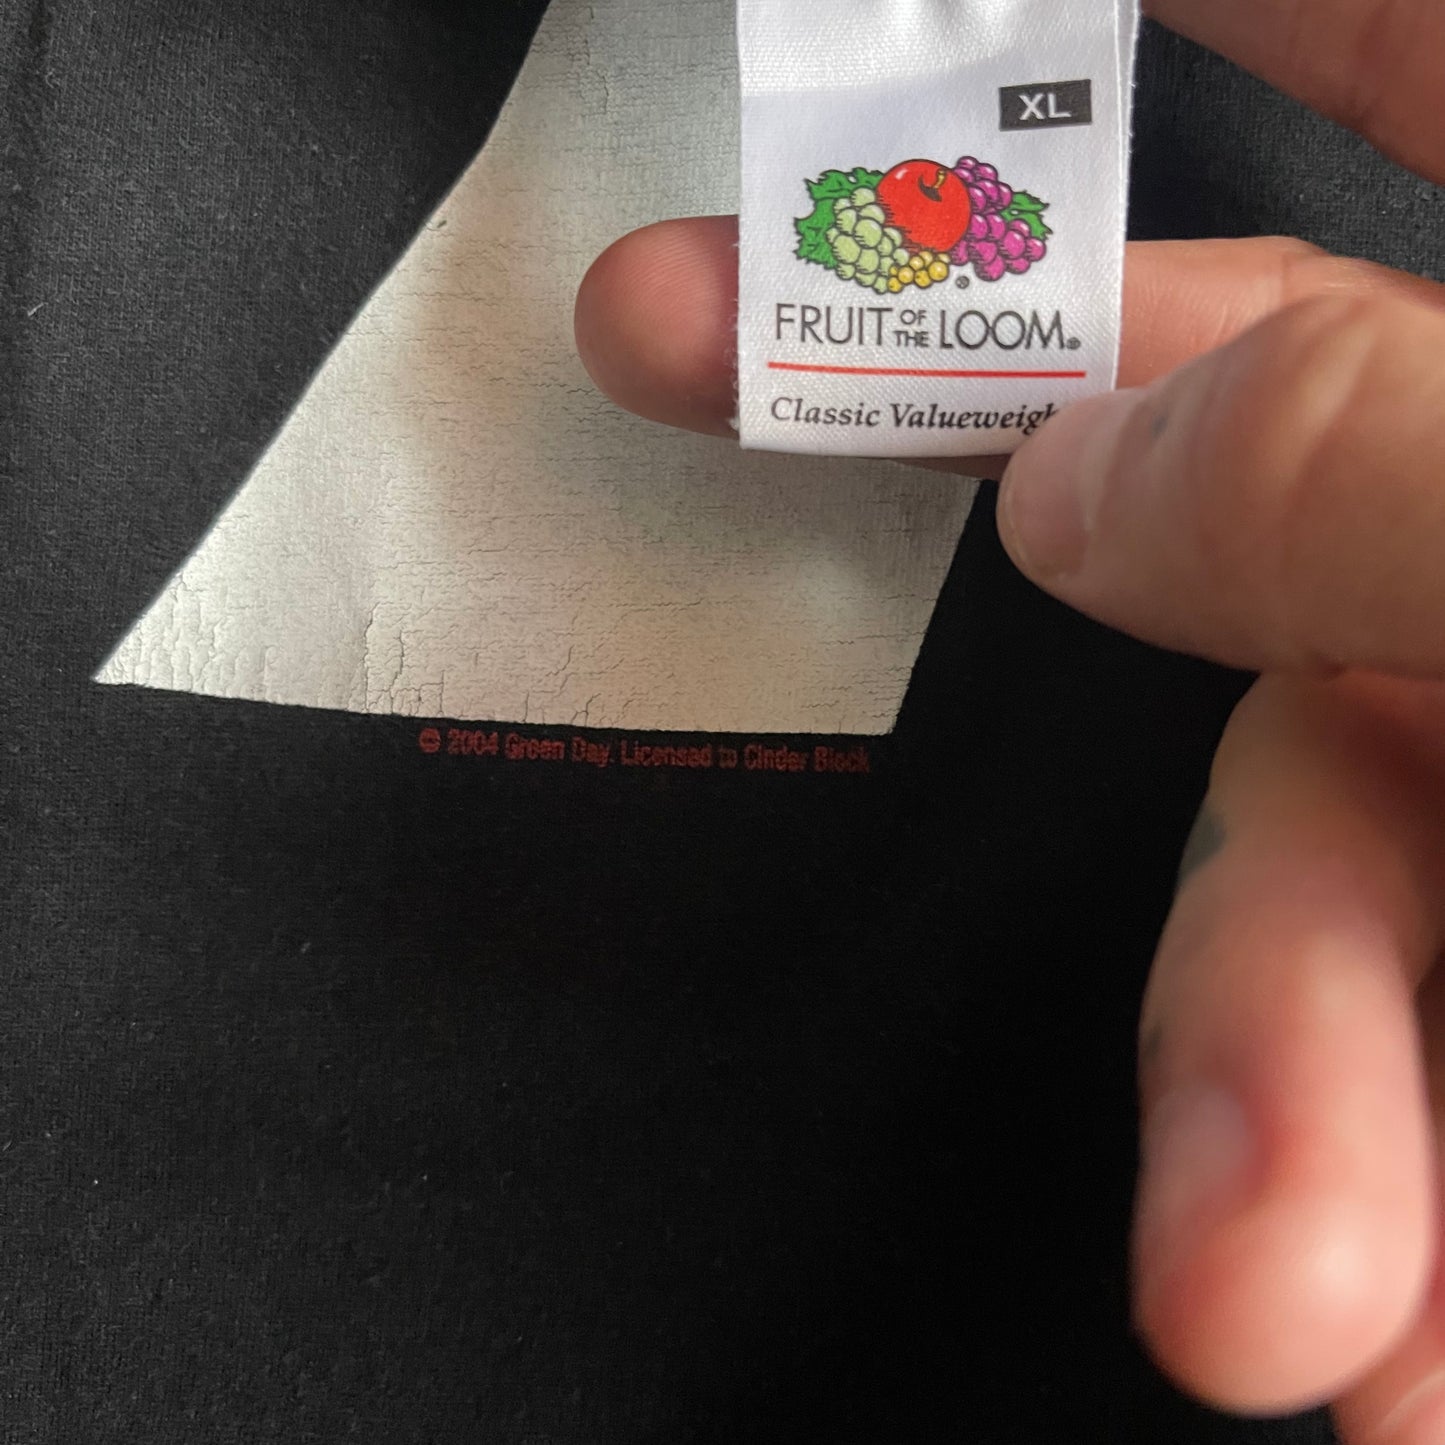 XL
FRUIT OF THE LOOM®
Classic Valueweigh
© 2004 Green Day. Licensed to Cinder Block